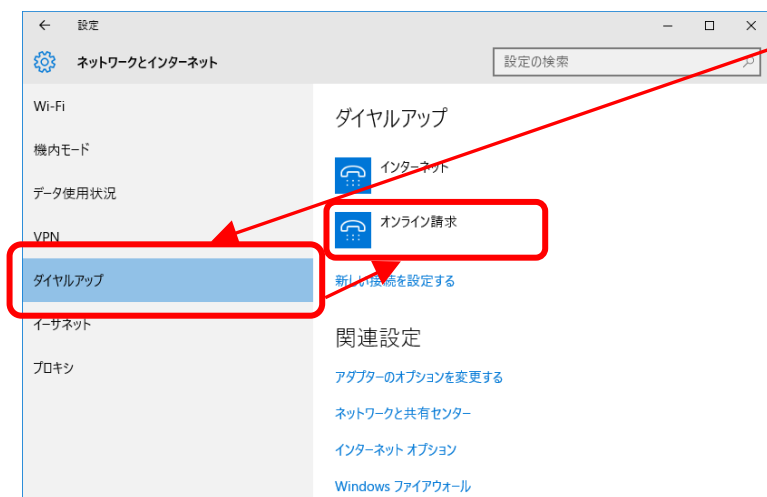 設定
ネットワークとインターネット
設定の検索
Wi-Fi
機内モード
データ使用状況
VPN
ダイヤルアップ
イーサネット
プロキシ
ダイヤルアップ
インターネット
オンライン請求
新しい接続を設定する
関連設定
アダプターのオプションを変更する
ネットワークと共有センター
インターネット オプション
Windows ファイアウォール